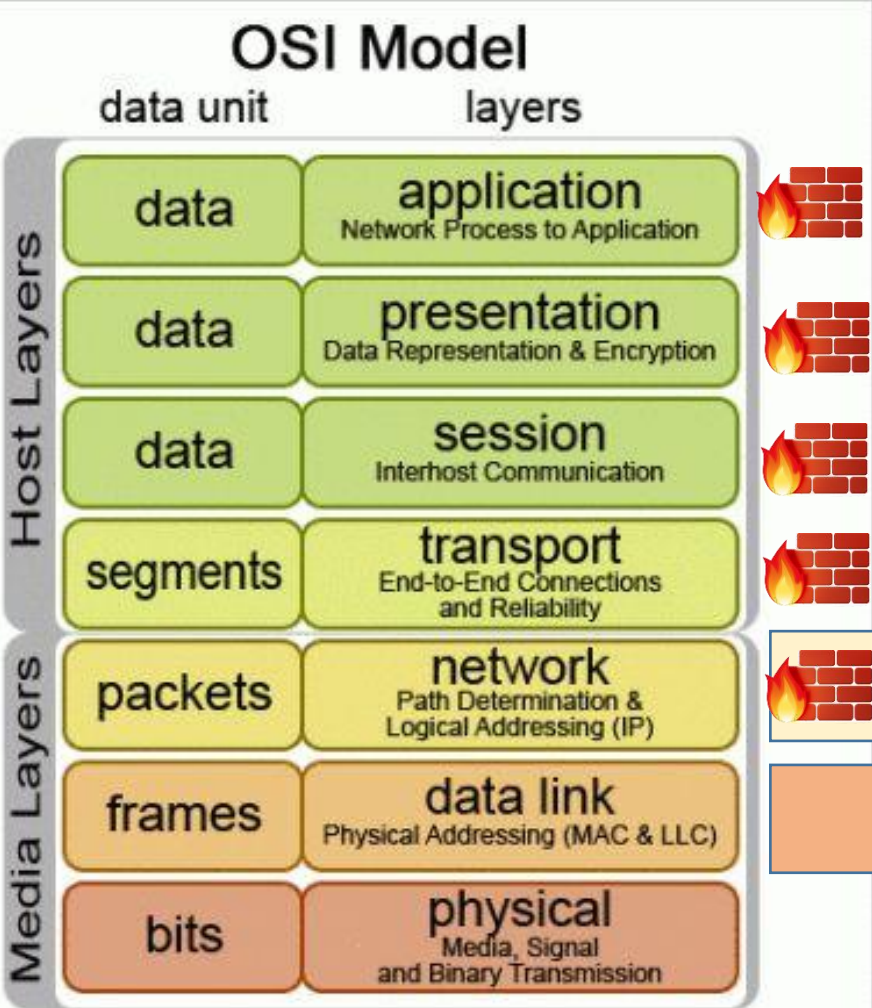 OSI Model
data unit
layers
Host Layers
data
application
Network Process to Application
data
presentation
Data Representation & Encryption
data
session
Interhost Communication
segments
transport
End-to-End Connections
and Reliability
Media Layers
packets
network
Path Determination &
Logical Addressing (IP)
frames
data link
Physical Addressing (MAC & LLC)
bits
physical
Media, Signal
and Binary Transmission